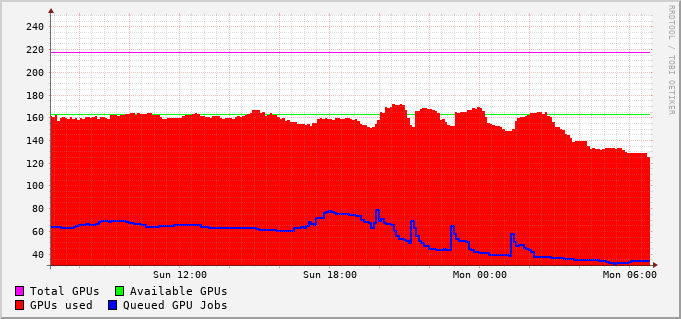 RRDTOOL / TOBI OETIKER
240
220
200
180
160
140
120
100
80
60
40
Sun 12:00 Sun 18:00 Mon 00:00 Mon 06:00
Total GPUs Available GPUs
GPUs used Queued GPU Jobs